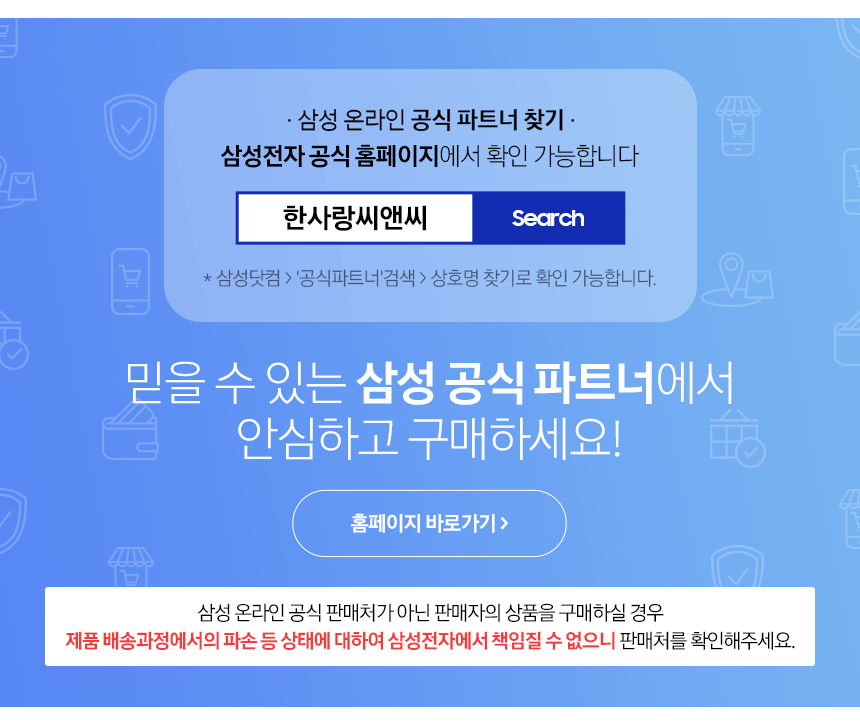 · 삼성 온라인 공식 파트너 찾기 ·
삼성전자 공식 홈페이지에서 확인 가능합니다
한사랑씨앤씨 Search
* 삼성닷컴 > '공식파트너'검색 > 상호명 찾기로 확인 가능합니다.
믿을 수 있는 삼성 공식 파트너에서
안심하고 구매하세요!
홈페이지 바로가기 >
삼성 온라인 공식 판매처가 아닌 판매자의 상품을 구매하실 경우
제품 배송과정에서의 파손 등 상태에 대하여 삼성전자에서 책임질 수 없으니 판매처를 확인해주세요.